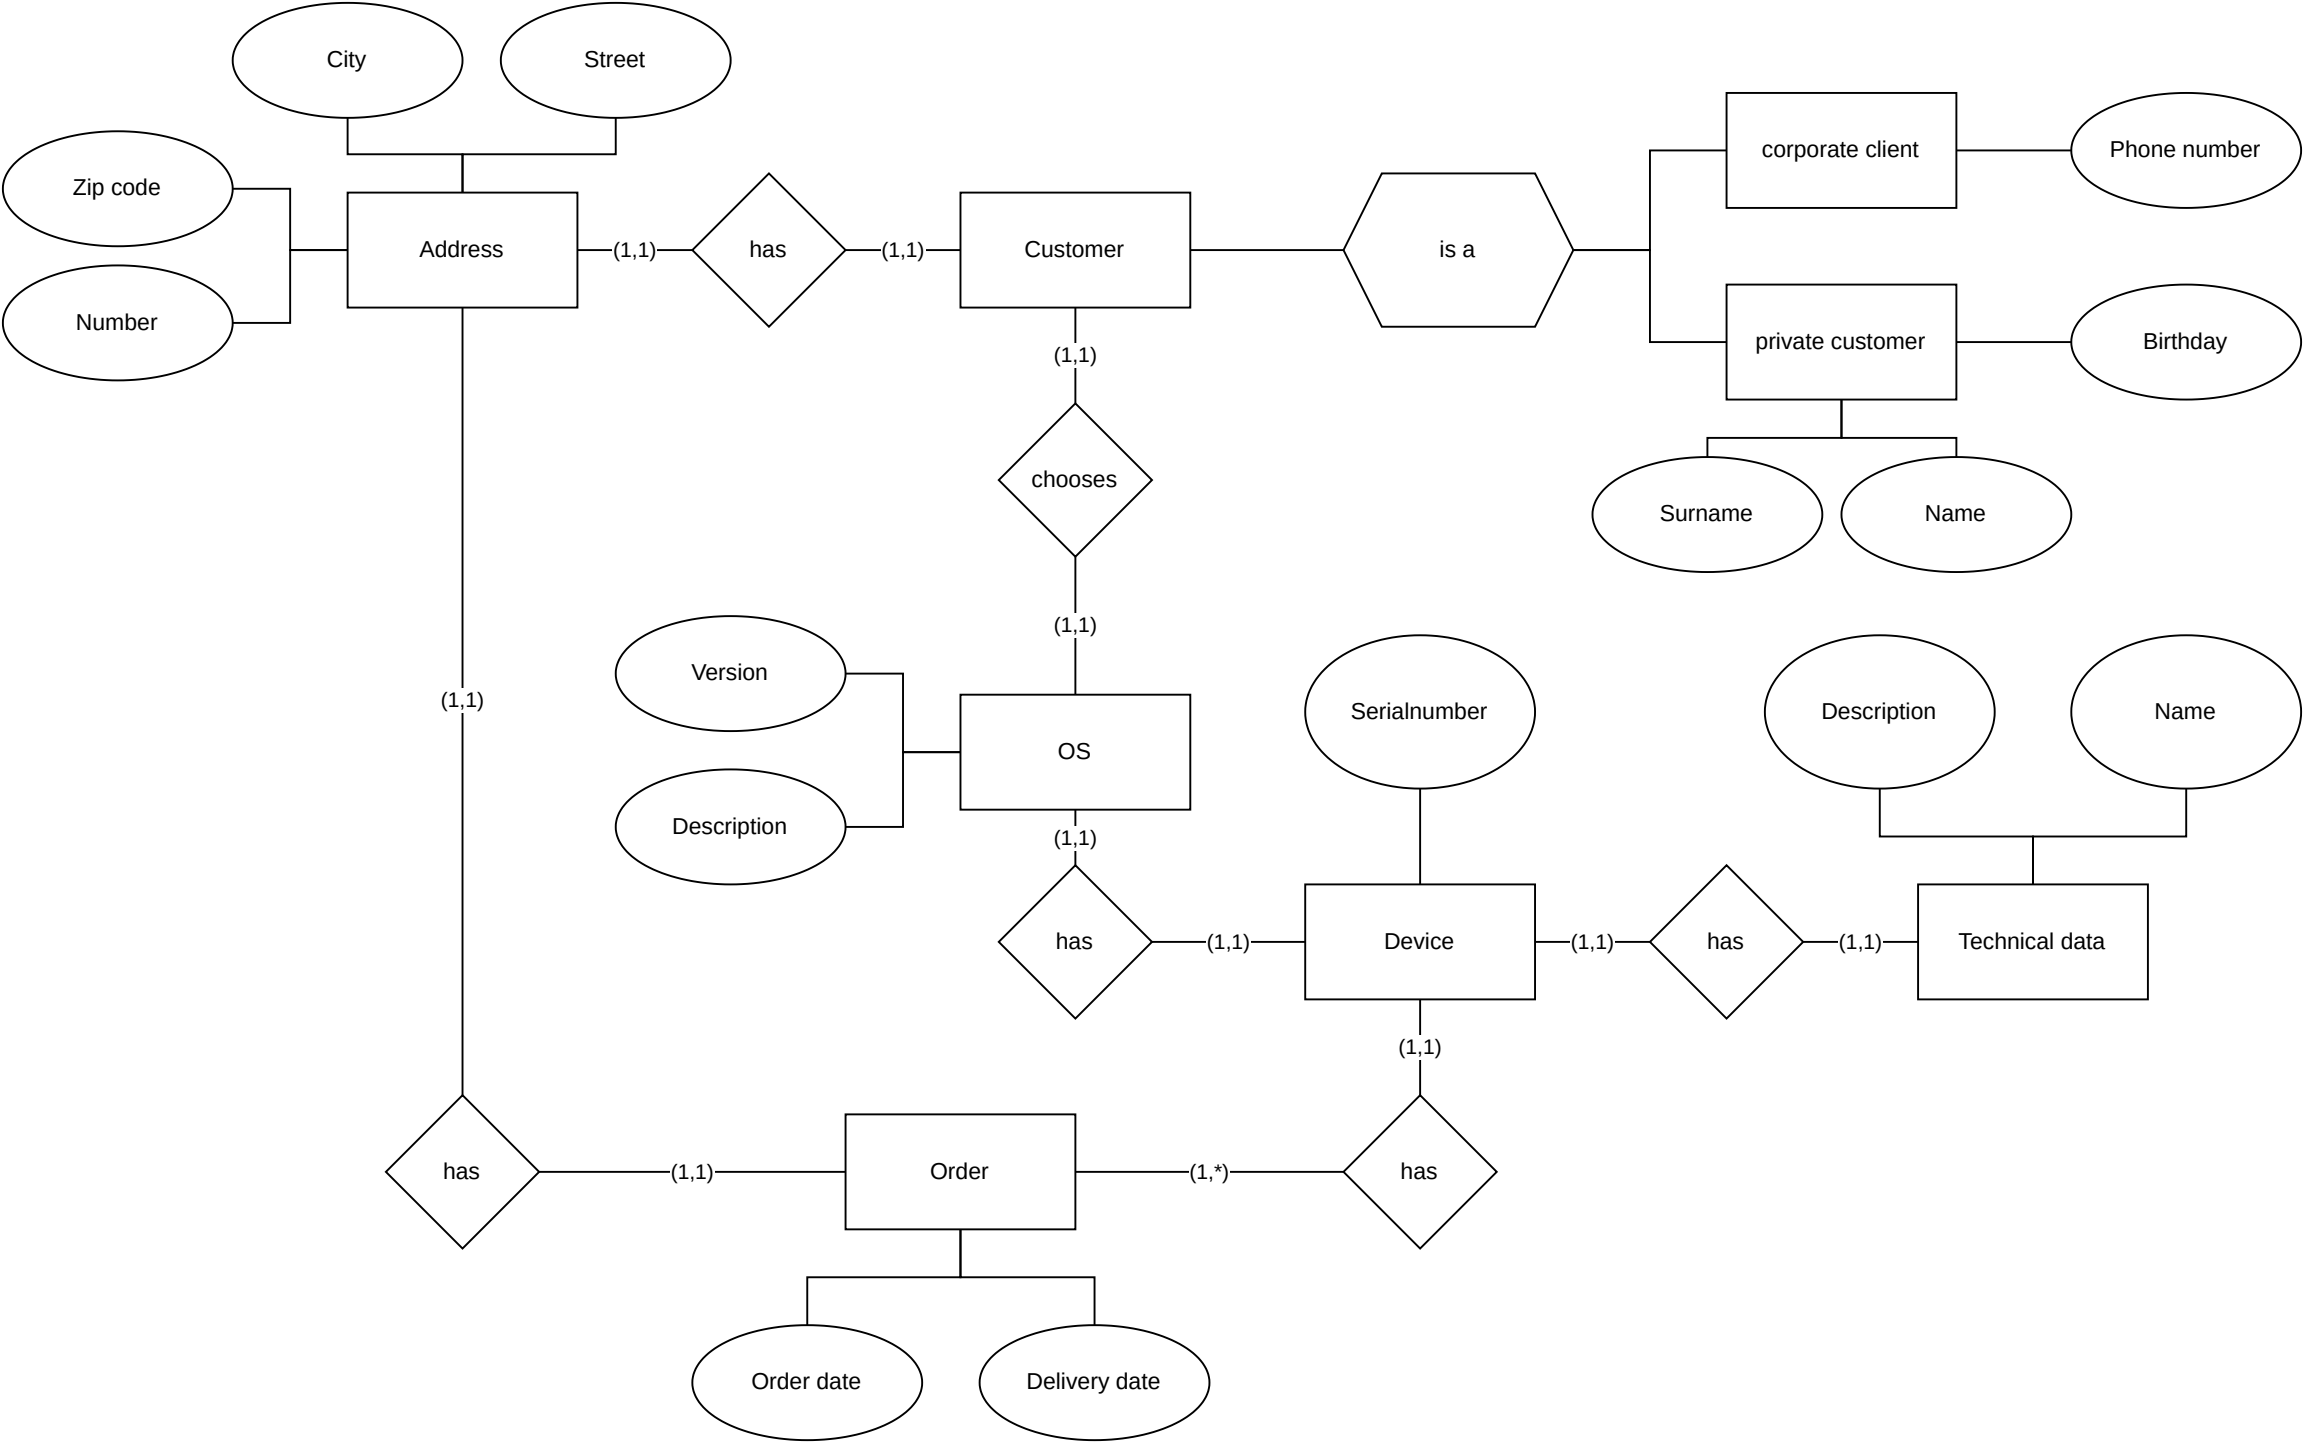 City
Street
corporate client
Phone number
Zip code
Address
(1,1)
has
(1,1)
Customer
is a
Number
private customer
Birthday
(1,1)
chooses
Surname
Name
(1,1)
Version
(1,1)
OS
Serialnumber
Description
Name
Description
(1,1)
has
(1,1)
Device
(1,1)
has
(1,1)
Technical data
(1,1)
has
(1,1)
Order
(1,*)
has
Order date
Delivery date